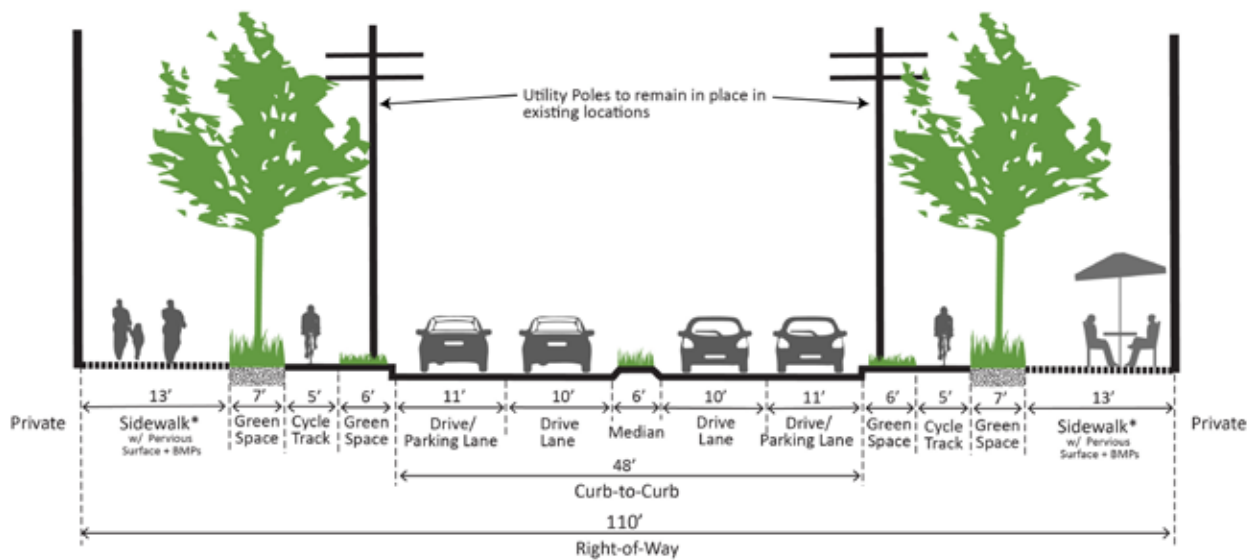 Utility Poles to remain in place in
existing locations
13’ 7’ 5’ 6’ 11’ 10’ 6’ 10’ 11’ 6’ 5’ 7’ 13’
Private
Sidewalk*
w/ Pervious
Surface + BMPs
Green
Space
Cycle
Track
Green
Space
Drive/
Parking Lane
Drive
Lane
Median
Drive
Lane
Drive/
Parking Lane
Green
Space
Cycle
Track
Green
Space
Sidewalk*
w/ Pervious
Surface + BMPs
Private
48’
Curb-to-Curb
110’
Right-of-Way